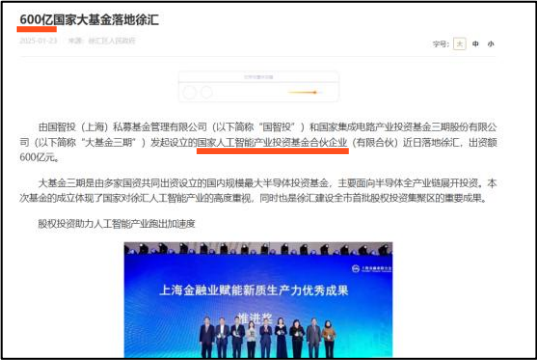 600亿国家大基金落地徐汇
2025-01-23 来源：徐汇区人民政府
字号： 大 中 小
由国智投（上海）私募基金管理有限公司（以下简称“国智投”）和国家集成电路产业投资基金三期股份有限公
司（以下简称“大基金三期”）发起设立的国家人工智能产业投资基金合伙企业（有限合伙）近日落地徐汇，出资额
600亿元。
大基金三期是由多家国资共同出资设立的国内规模最大半导体投资基金，主要面向半导体全产业链展开投资。本
次基金的成立体现了国家对徐汇人工智能产业的高度重视，同时也是徐汇建设全市首批股权投资集聚区的重要成果。
股权投资助力人工智能产业跑出加速度
上海金融业赋能新质生产力优秀成果
推进奖